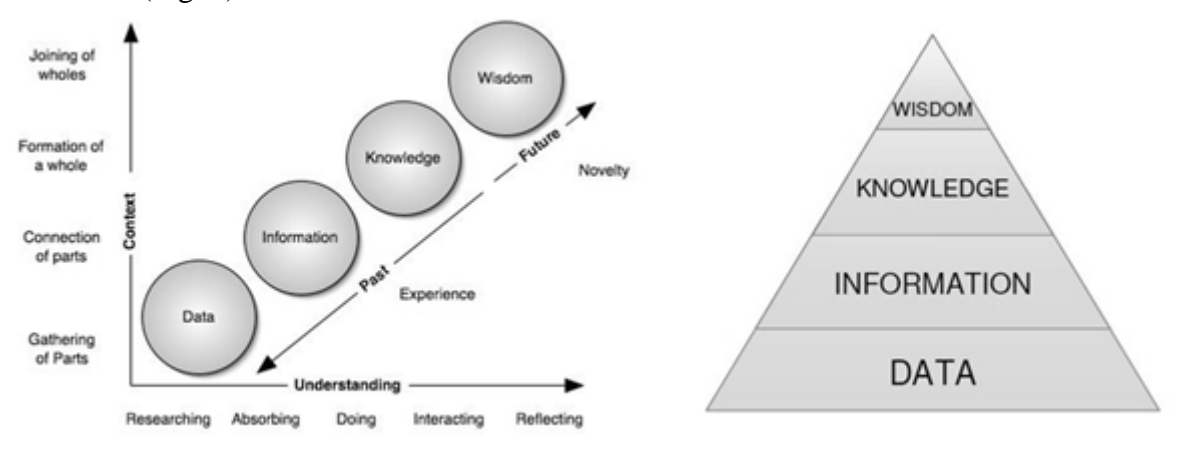 Joining of
wholes
Formation of
a whole
Connection
of parts
Gathering
of Parts
Context
Wisdom
Knowledge
Information
Data
Future
Past
Novelty
Experience
Understanding
Researching Absorbing Doing Interacting Reflecting
WISDOM
KNOWLEDGE
INFORMATION
DATA